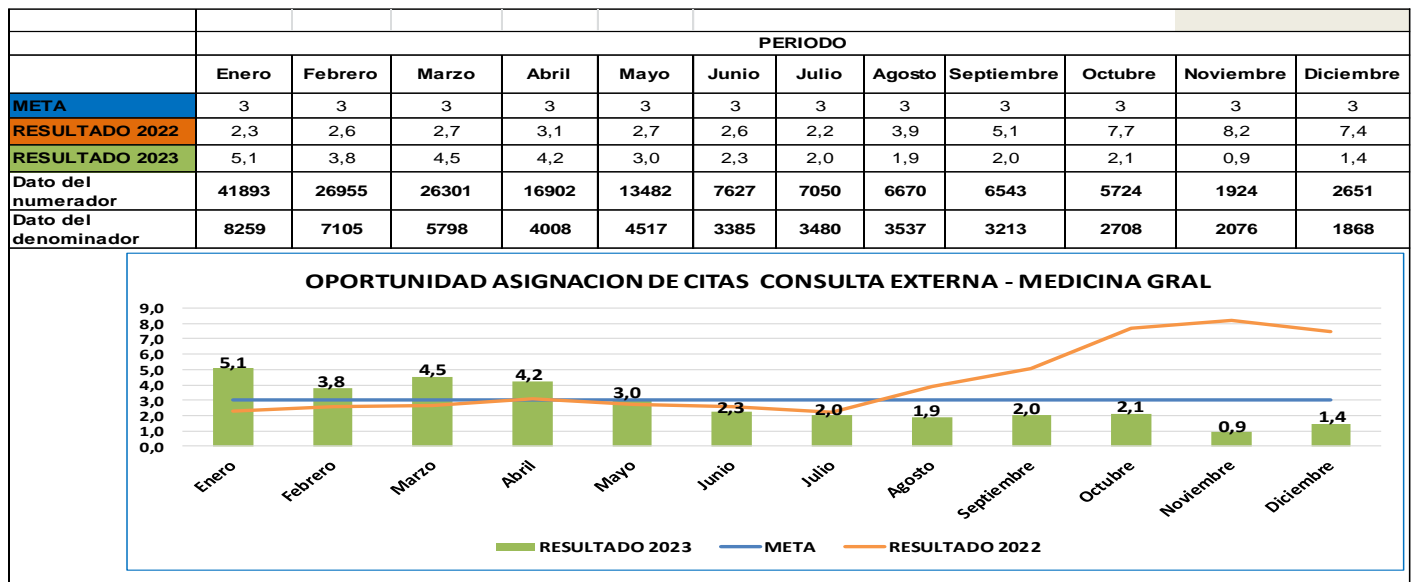 PERIODO
Enero Febrero Marzo Abril Mayo Junio Julio Agosto Septiembre Octubre Noviembre Diciembre
META 3 3 3 3 3 3 3 3 3 3 3 3
RESULTADO 2022 2,3 2,6 2,7 3,1 2,7 2,6 2,2 3,9 5,1 7,7 8,2 7,4
RESULTADO 2023 5,1 3,8 4,5 4,2 3,0 2,3 2,0 1,9 2,0 2,1 0,9 1,4
Dato del
numerador 41893 26955 26301 16902 13482 7627 7050 6670 6543 5724 1924 2651
Dato del
denominador 8259 7105 5798 4008 4517 3385 3480 3537 3213 2708 2076 1868
OPORTUNIDAD ASIGNACION DE CITAS CONSULTA EXTERNA - MEDICINA GRAL
9,0
8,0
7,0
6,0
5,0
4,0
3,0
2,0
1,0
0,0
5,1 3,8 4,5 4,2 3,0 2,3 2,0 1,9 2,0 2,1 0,9 1,4
Enero Febrero Marzo Abril Mayo Junio Julio Agosto Septiembre Octubre Noviembre Diciembre
RESULTADO 2023 META RESULTADO 2022